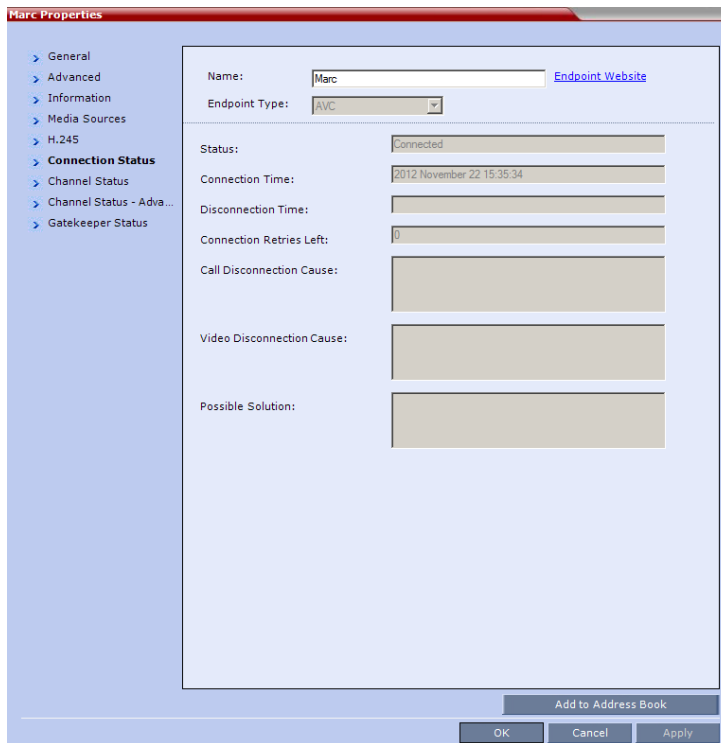 Marc Properties
General
Advanced
Information
Media Sources
H.245
Connection Status
Channel Status
Channel Status - Adva...
Gatekeeper Status
Name: Marc Endpoint Website
Endpoint Type: AVC
Status: Connected
Connection Time: 2012 November 22 15:35:34
Disconnection Time:
Connection Retries Left: 0
Call Disconnection Cause:
Video Disconnection Cause:
Possible Solution:
Add to Address Book
OK Cancel Apply